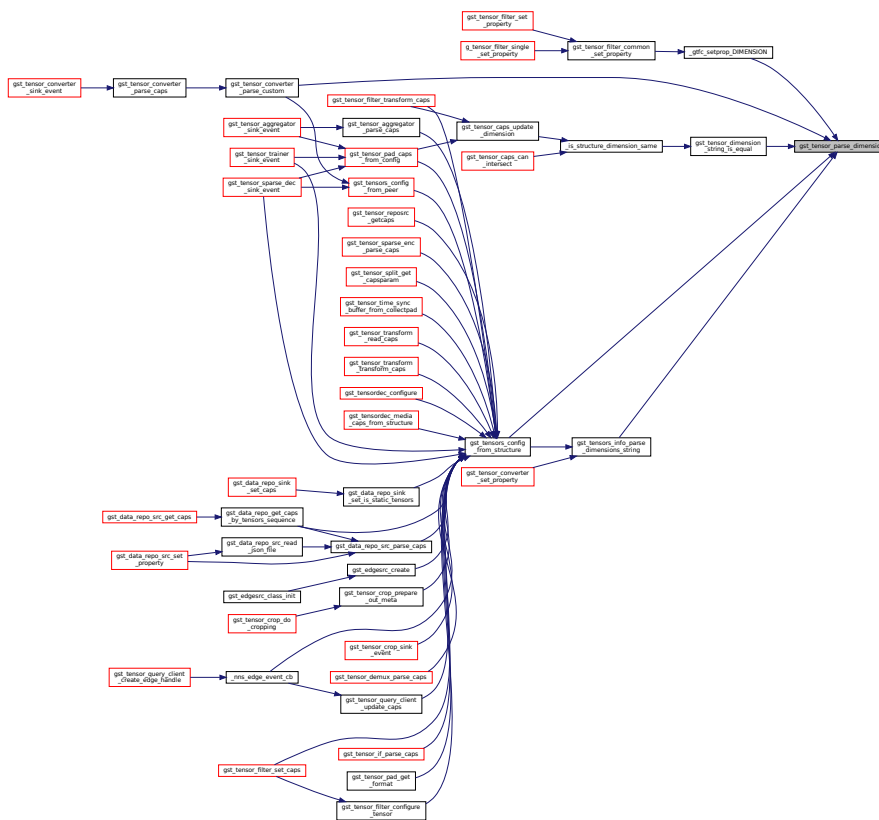 gst_tensor_filter_set
_property
g_tensor_filter_single
_set_property
gst_tensor_filter_common
_set_property
_gtfc_setprop_DIMENSION
gst_tensor_converter
_sink_event
gst_tensor_converter
_parse_caps
gst_tensor_converter
_parse_custom
gst_tensor_filter_transform_caps
gst_tensor_aggregator
_sink_event
gst_tensor_aggregator
_parse_caps
gst_tensor_caps_update
_dimension
gst_tensor_trainer
_sink_event
gst_tensor_pad_caps
_from_config
gst_tensor_caps_can
_intersect
_is_structure_dimension_same
gst_tensor_dimension
_string_is_equal
gst_tensor_parse_dimension
gst_tensor_sparse_dec
_sink_event
gst_tensors_config
_from_peer
gst_tensor_reposrc
_getcaps
gst_tensor_sparse_enc
_parse_caps
gst_tensor_split_get
_capsparam
gst_tensor_time_sync
_buffer_from_collectpad
gst_tensor_transform
_read_caps
gst_tensor_transform
_transform_caps
gst_tensordec_configure
gst_tensordec_media
_caps_from_structure
gst_tensors_config
_from_structure
gst_tensors_info_parse
_dimensions_string
gst_tensor_converter
_set_property
gst_data_repo_sink
_set_caps
gst_data_repo_sink
_set_is_static_tensors
gst_data_repo_src_get_caps
gst_data_repo_get_caps
_by_tensors_sequence
gst_data_repo_src_set
_property
gst_data_repo_src_read
_json_file
gst_data_repo_src_parse_caps
gst_edgesrc_create
gst_edgesrc_class_init
gst_tensor_crop_prepare
_out_meta
gst_tensor_crop_do
_cropping
gst_tensor_crop_sink
_event
gst_tensor_query_client
_create_edge_handle
_nns_edge_event_cb
gst_tensor_demux_parse_caps
gst_tensor_query_client
_update_caps
gst_tensor_if_parse_caps
gst_tensor_filter_set_caps
gst_tensor_pad_get
_format
gst_tensor_filter_configure
_tensor